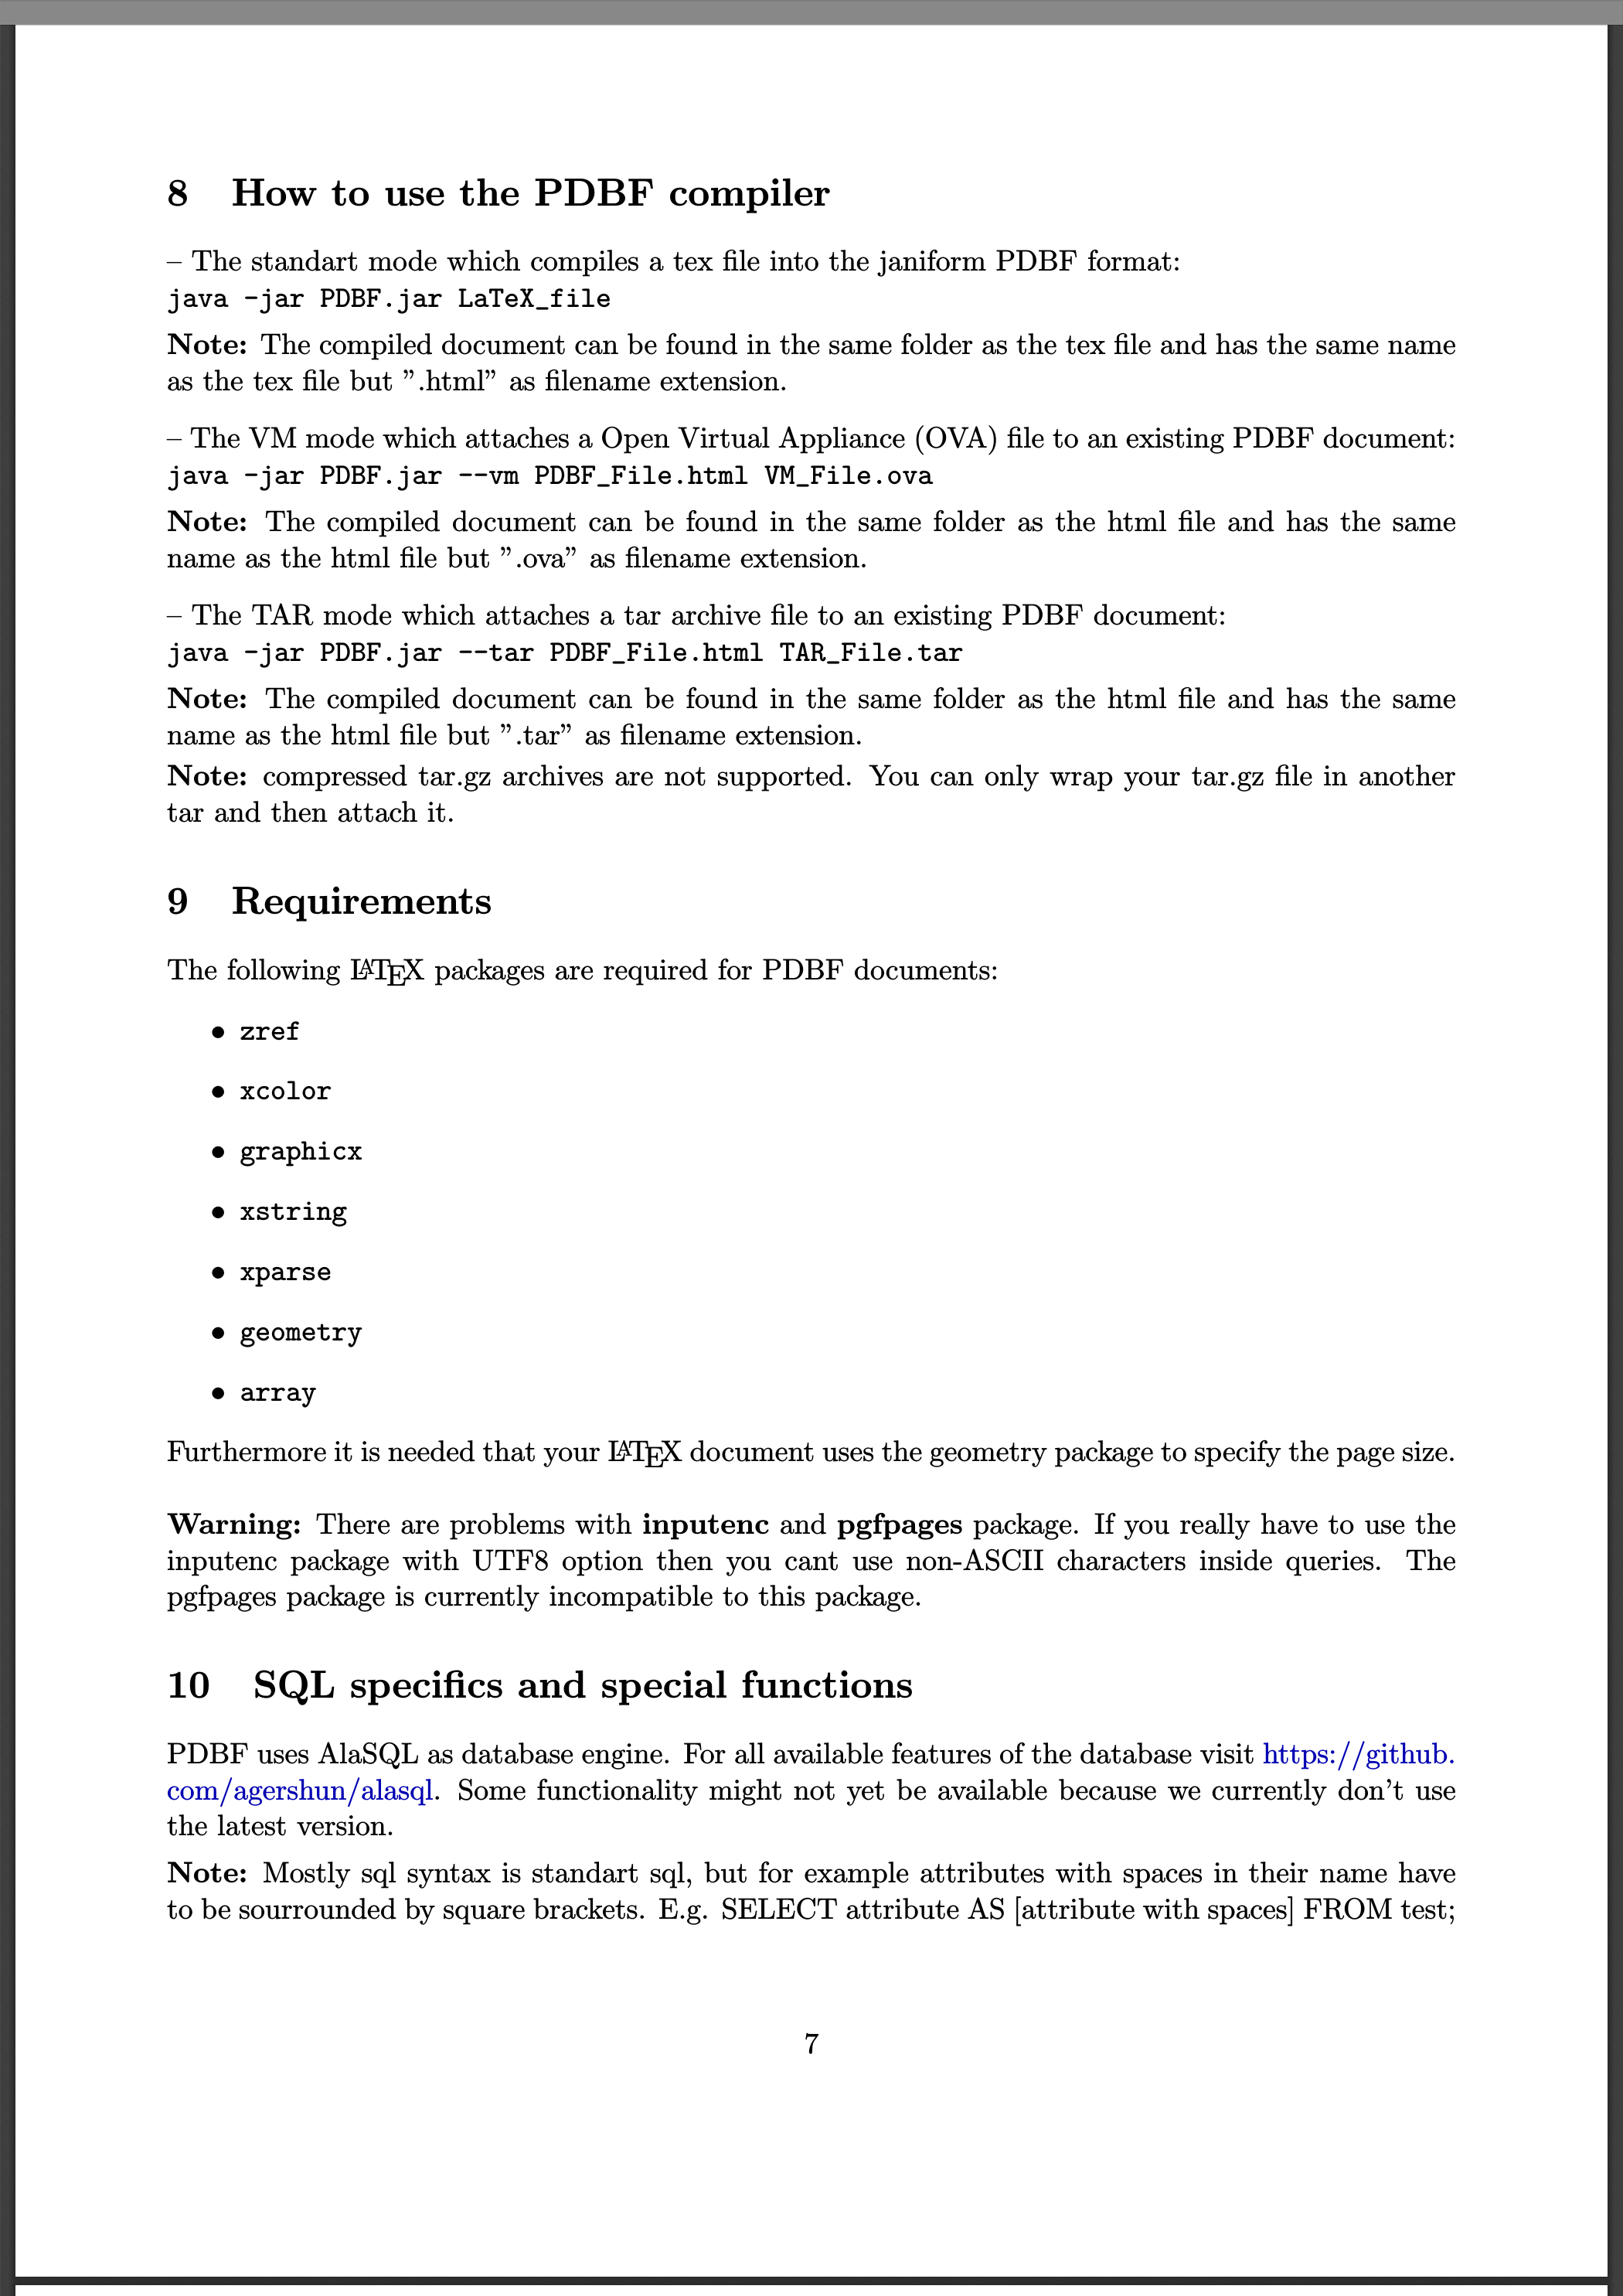 8 How to use the PDBF compiler
– The standart mode which compiles a tex file into the janiform PDBF format:
java -jar PDBF.jar LaTeX_file
Note: The compiled document can be found in the same folder as the tex file and has the same name
as the tex file but ”.html” as filename extension.
– The VM mode which attaches a Open Virtual Appliance (OVA) file to an existing PDBF document:
java -jar PDBF.jar --vm PDBF_File.html VM_File.ova
Note: The compiled document can be found in the same folder as the html file and has the same
name as the html file but ”.ova” as filename extension.
– The TAR mode which attaches a tar archive file to an existing PDBF document:
java -jar PDBF.jar --tar PDBF_File.html TAR_File.tar
Note: The compiled document can be found in the same folder as the html file and has the same
name as the html file but ”.tar” as filename extension.
Note: compressed tar.gz archives are not supported. You can only wrap your tar.gz file in another
tar and then attach it.
9 Requirements
The following LATEX packages are required for PDBF documents:
• zref
• xcolor
• graphicx
• xstring
• xparse
• geometry
• array
Furthermore it is needed that your LATEX document uses the geometry package to specify the page size.
Warning: There are problems with inputenc and pgfpages package. If you really have to use the
inputenc package with UTF8 option then you cant use non-ASCII characters inside queries. The
pgfpages package is currently incompatible to this package.
10 SQL specifics and special functions
PDBF uses AlaSQL as database engine. For all available features of the database visit https://github.
com/agershun/alasql. Some functionality might not yet be available because we currently don’t use
the latest version.
Note: Mostly sql syntax is standart sql, but for example attributes with spaces in their name have
to be sourrounded by square brackets. E.g. SELECT attribute AS [attribute with spaces] FROM test;
7